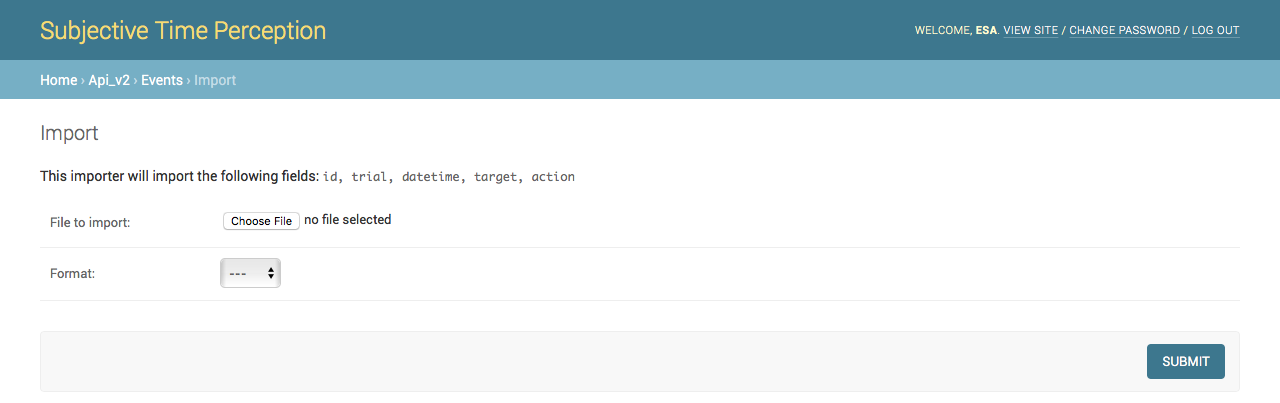 Subjective Time Perception
WELCOME, ESA. VIEW SITE / CHANGE PASSWORD / LOG OUT
Home › Api_v2 › Events › Import
Import
This importer will import the following fields: id, trial, datetime, target, action
File to import: Choose File no file selected
Format: ---
SUBMIT